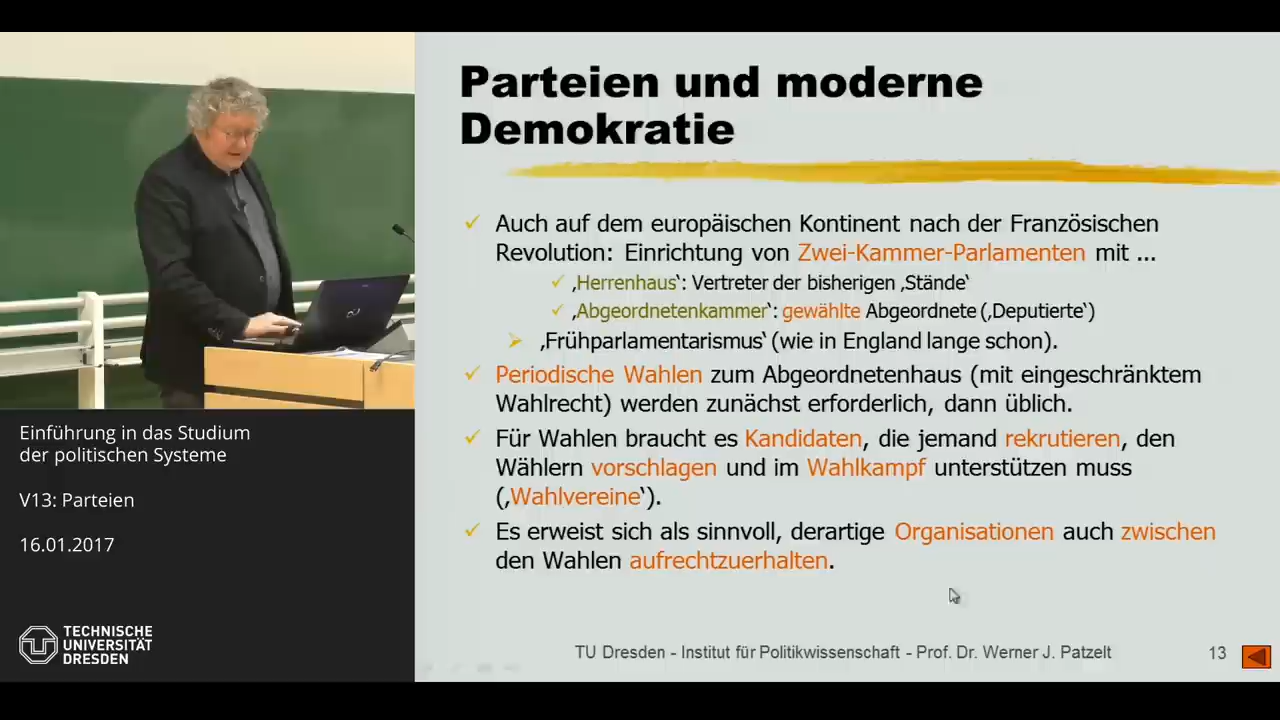 Parteien und moderne
Demokratie
Auch auf dem europäischen Kontinent nach der Französischen
Revolution: Einrichtung von Zwei-Kammer-Parlamenten mit ...
‚Herrenhaus‛: Vertreter der bisherigen ‚Stände‛
‚Abgeordnetenkammer‛: gewählte Abgeordnete (‚Deputierte‛)
‚Frühparlamentarismus‛ (wie in England lange schon).
Periodische Wahlen zum Abgeordnetenhaus (mit eingeschränktem
Wahlrecht) werden zunächst erforderlich, dann üblich.
Für Wahlen braucht es Kandidaten, die jemand rekrutieren, den
Wählern vorschlagen und im Wahlkampf unterstützen muss
(‚Wahlvereine‛).
Es erweist sich als sinnvoll, derartige Organisationen auch zwischen
den Wahlen aufrechtzuerhalten.
TU Dresden - Institut für Politikwissenschaft - Prof. Dr. Werner J. Patzelt
13
Einführung in das Studium
der politischen Systeme
V13: Parteien
16.01.2017
TECHNISCHE
UNIVERSITÄT
DRESDEN